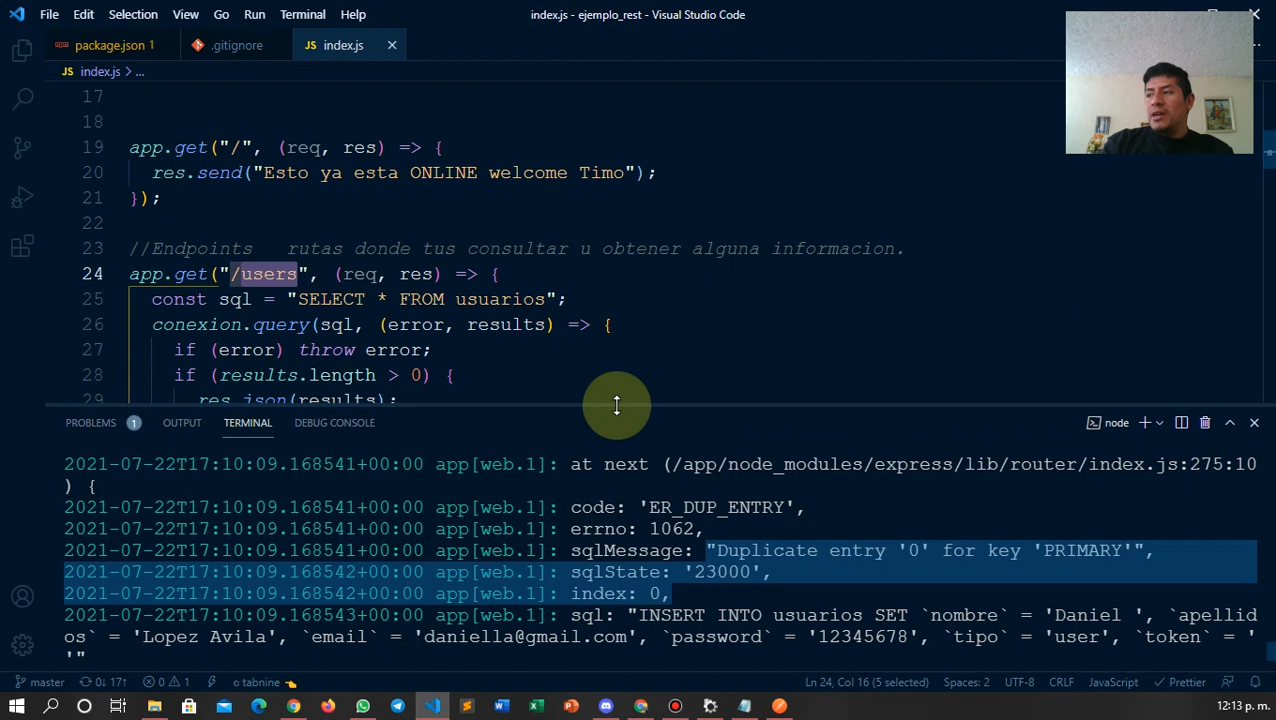 File Edit Selection View Go Run Terminal Help index.js - ejemplo_rest - Visual Studio Code
package.json 1 .gitignore JS index.js
JS index.js > ...
17
18
19 app.get("/", (req, res) => {
20 res.send("Esto ya esta ONLINE welcome Timo");
21 });
22
23 //Endpoints rutas donde tus consultar u obtener alguna informacion.
24 app.get("/users", (req, res) => {
25 const sql = "SELECT * FROM usuarios";
26 conexion.query(sql, (error, results) => {
27 if (error) throw error;
28 if (results.length > 0) {
29 res.json(results);
PROBLEMS 1 OUTPUT TERMINAL DEBUG CONSOLE node
2021-07-22T17:10:09.168541+00:00 app[web.1]: at next (/app/node_modules/express/lib/router/index.js:275:10
) {
2021-07-22T17:10:09.168541+00:00 app[web.1]: code: 'ER_DUP_ENTRY',
2021-07-22T17:10:09.168541+00:00 app[web.1]: errno: 1062,
2021-07-22T17:10:09.168541+00:00 app[web.1]: sqlMessage: "Duplicate entry '0' for key 'PRIMARY'",
2021-07-22T17:10:09.168542+00:00 app[web.1]: sqlState: '23000',
2021-07-22T17:10:09.168542+00:00 app[web.1]: index: 0,
2021-07-22T17:10:09.168543+00:00 app[web.1]: sql: "INSERT INTO usuarios SET `nombre` = 'Daniel ', `apellid
os` = 'Lopez Avila', `email` = 'daniella@gmail.com', `password` = '12345678', `tipo` = 'user', `token` = '
'"
master 0↓ 17↑ 0 1 tabnine Ln 24, Col 16 (5 selected) Spaces: 2 UTF-8 CRLF JavaScript Prettier
12:13 p. m.